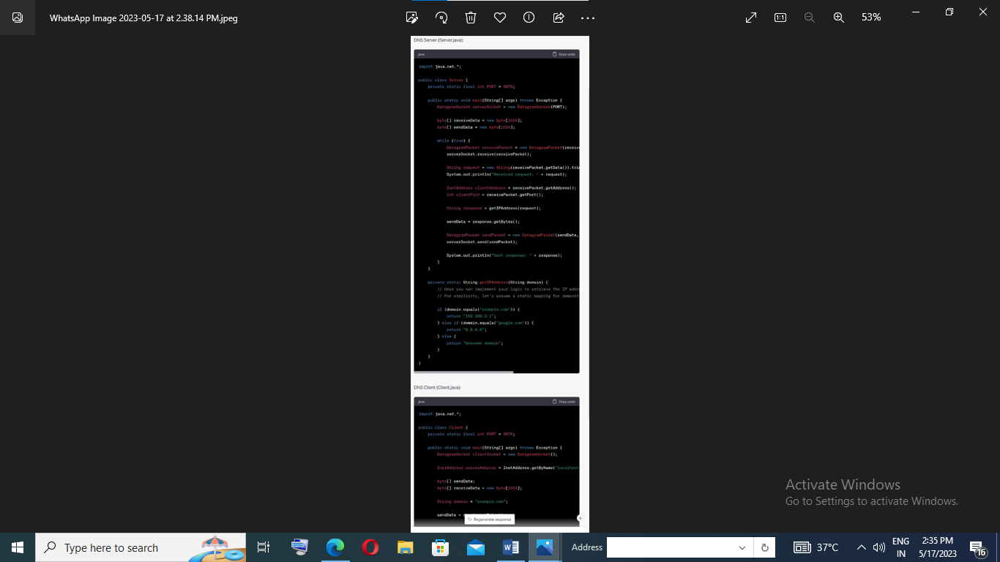 WhatsApp Image 2023-05-17 at 2.38.14 PM.jpeg
53%
DNS Server (Server.java):
java
Copy code
import java.net.*;
public class Server {
private static final int PORT = 9876;
public static void main(String[] args) throws Exception {
DatagramSocket serverSocket = new DatagramSocket(PORT);
byte[] receiveData = new byte[1024];
byte[] sendData = new byte[1024];
while (true) {
DatagramPacket receivePacket = new DatagramPacket(receiv
serverSocket.receive(receivePacket);
String request = new String(receivePacket.getData()).tri
System.out.println("Received request: " + request);
InetAddress clientAddress = receivePacket.getAddress();
int clientPort = receivePacket.getPort();
String response = getIPAddress(request);
sendData = response.getBytes();
DatagramPacket sendPacket = new DatagramPacket(sendData,
serverSocket.send(sendPacket);
System.out.println("Sent response: " + response);
}
}
private static String getIPAddress(String domain) {
// Here you can implement your logic to retrieve the IP addr
// For simplicity, let's assume a static mapping for demonst
if (domain.equals("example.com")) {
return "192.168.0.1";
} else if (domain.equals("google.com")) {
return "8.8.8.8";
} else {
return "Unknown domain";
}
}
}
DNS Client (Client.java):
java
Copy code
import java.net.*;
public class Client {
private static final int PORT = 9876;
public static void main(String[] args) throws Exception {
DatagramSocket clientSocket = new DatagramSocket();
InetAddress serverAddress = InetAddress.getByName("localhost
byte[] sendData;
byte[] receiveData = new byte[1024];
String domain = "example.com";
sendData =
Regenerate response
Activate Windows
Go to Settings to activate Windows.
Type here to search
Address
37°C
ENG
IN
2:35 PM
5/17/2023
16